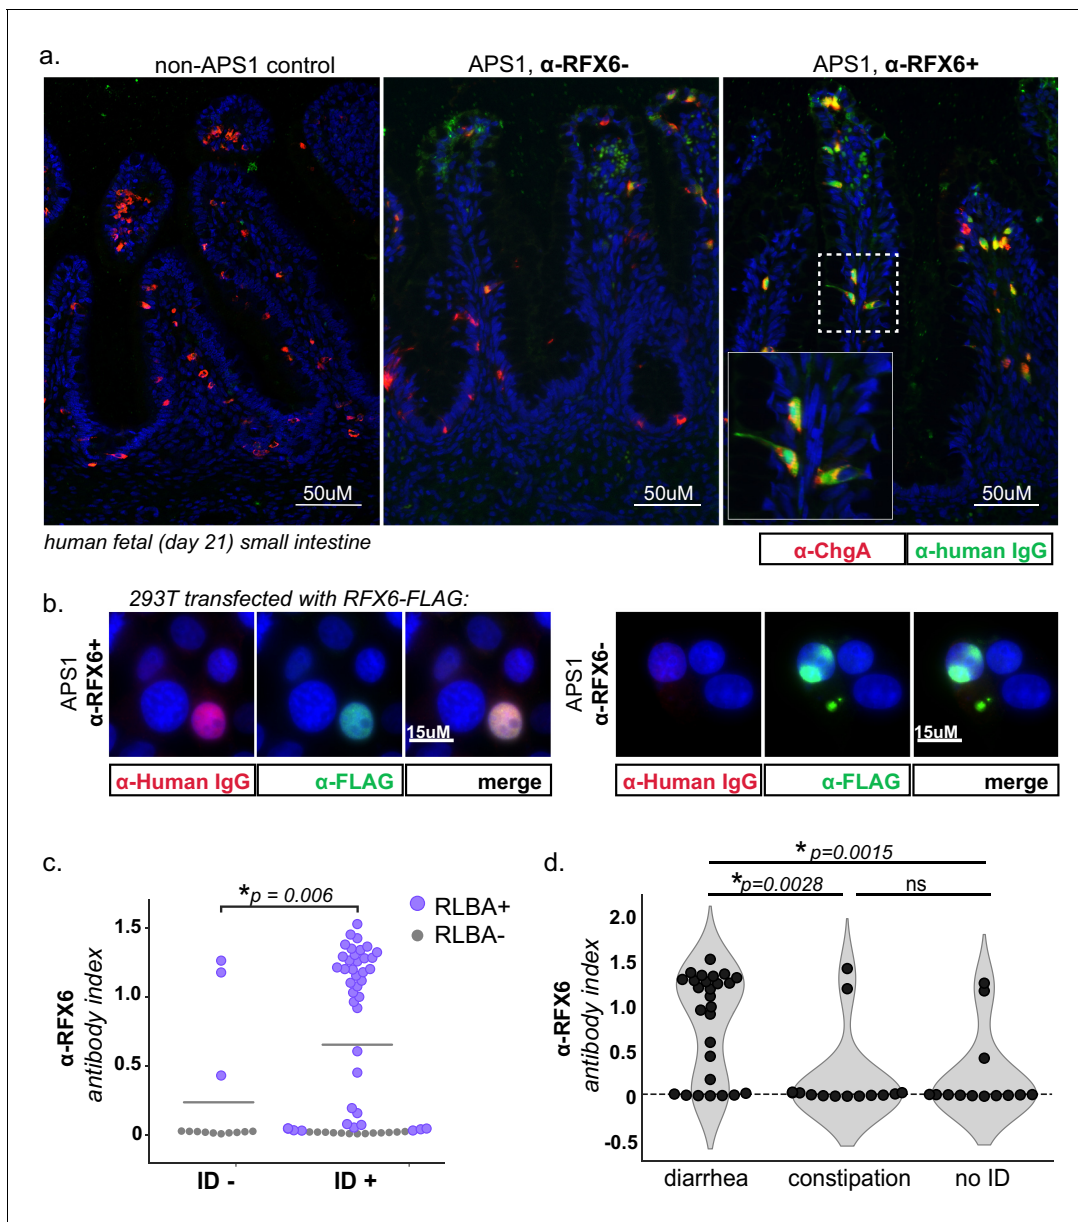 a.
non-APS1 control
APS1, α-RFX6-
APS1, α-RFX6+
50uM
50uM
50uM
human fetal (day 21) small intestine
α-ChgA
α-human IgG
b.
293T transfected with RFX6-FLAG:
APS1
α-RFX6+
15uM
α-Human IgG
α-FLAG
merge
APS1
α-RFX6-
15uM
α-Human IgG
α-FLAG
merge
c.
*p = 0.006
RLBA+
RLBA-
α-RFX6
antibody index
1.5
1.0
0.5
0
ID -
ID +
d.
*p=0.0015
*p=0.0028
ns
α-RFX6
antibody index
2.0
1.5
1.0
0.5
0
-0.5
diarrhea
constipation
no ID